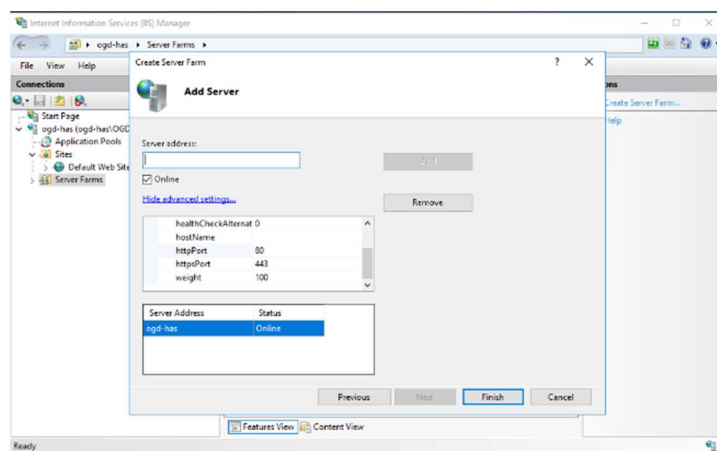 Internet Information Services (IIS) Manager
ogd-has
Server Farms
File View Help
Connections
Start Page
ogd-has (ogd-has\OGD
Application Pools
Sites
Default Web Site
Server Farms
Create Server Farm
?
Add Server
Server address:
Add
Online
Hide advanced settings...
Remove
healthCheckAlternat 0
hostName
httpPort 80
httpsPort 443
weight 100
Server Address Status
ogd-has Online
Previous Next Finish Cancel
ons
Create Server Farm...
Help
Features View Content View
Ready